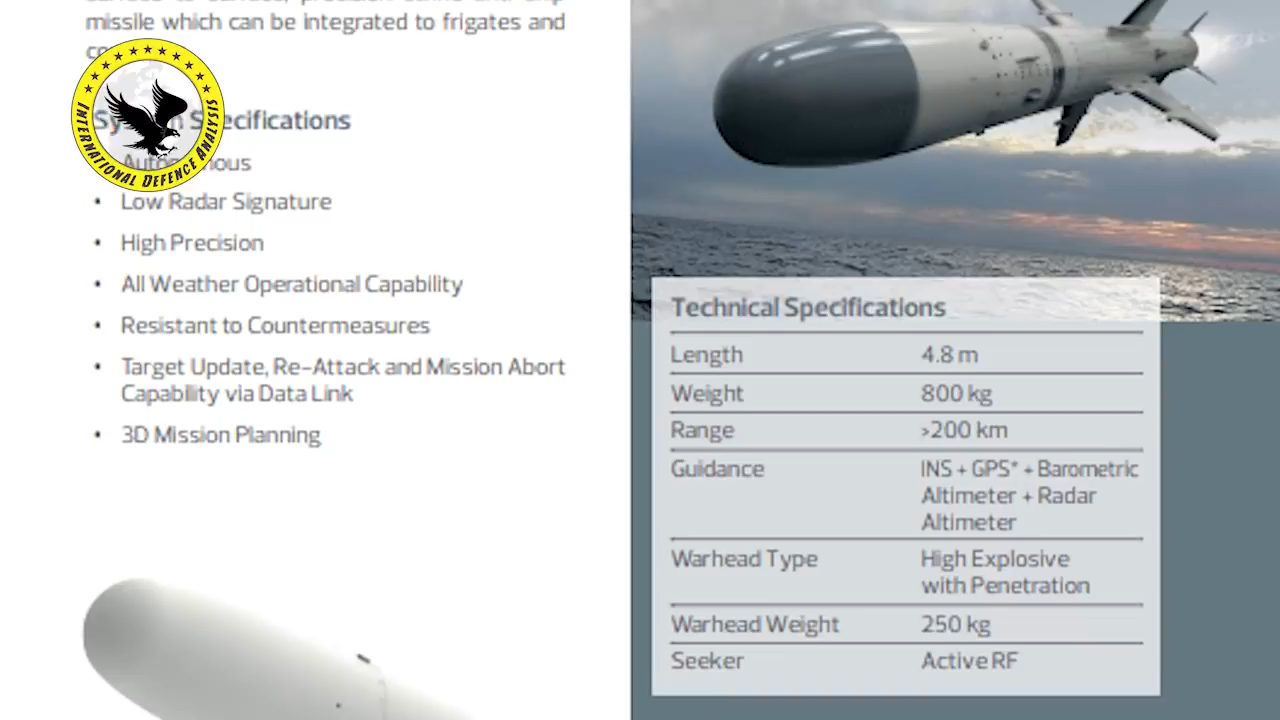 missile which can be integrated to frigates and
INTERNATIONAL DEFENCE ANALYSIS
System Specifications
• Autonomous
• Low Radar Signature
• High Precision
• All Weather Operational Capability
• Resistant to Countermeasures
• Target Update, Re-Attack and Mission Abort
Capability via Data Link
• 3D Mission Planning
Technical Specifications
Length 4.8 m
Weight 800 kg
Range >200 km
Guidance INS + GPS* + Barometric
Altimeter + Radar
Altimeter
Warhead Type High Explosive
with Penetration
Warhead Weight 250 kg
Seeker Active RF